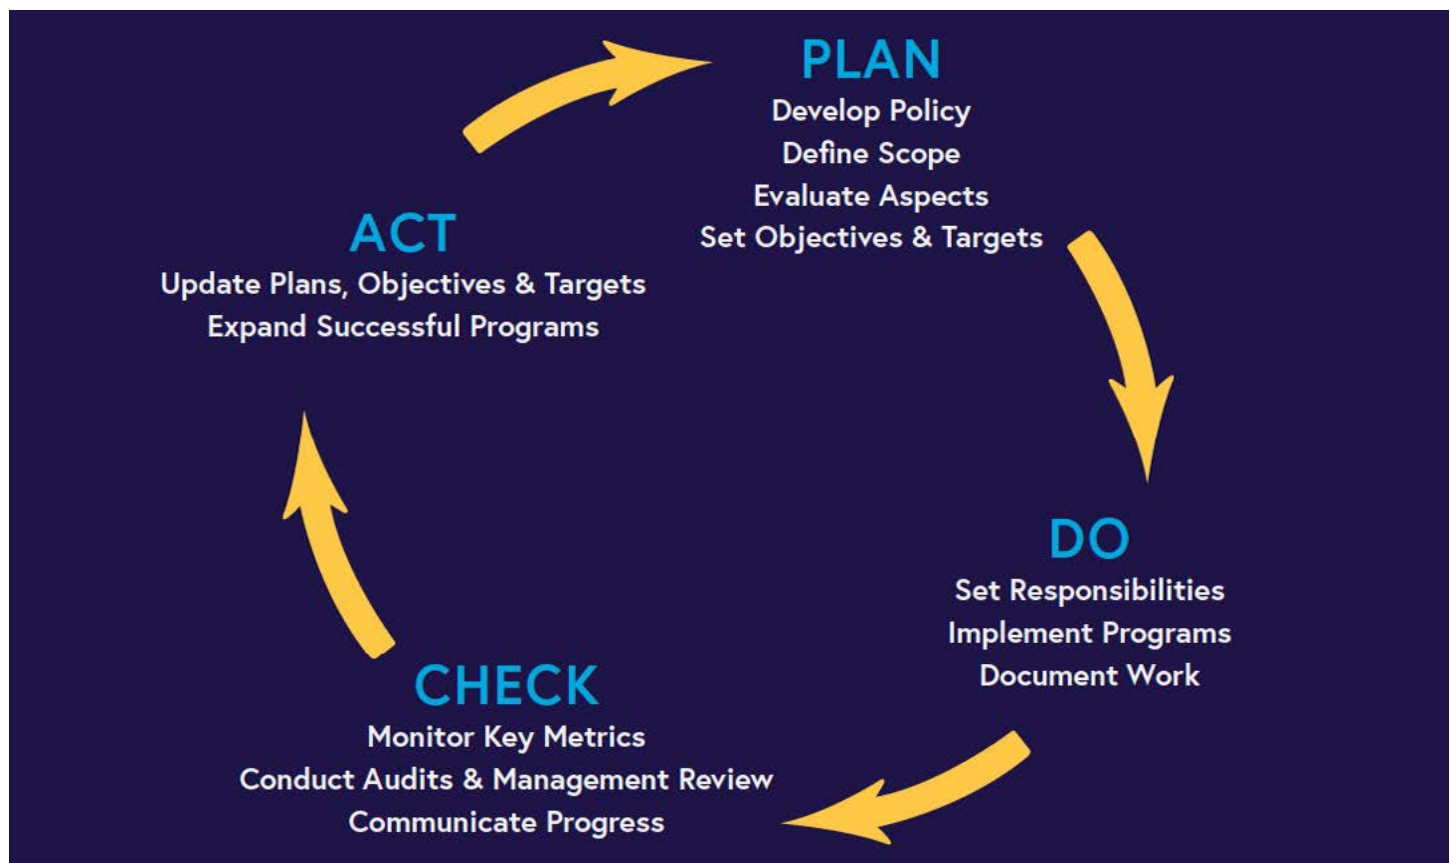 PLAN
Develop Policy
Define Scope
Evaluate Aspects
Set Objectives & Targets
DO
Set Responsibilities
Implement Programs
Document Work
CHECK
Monitor Key Metrics
Conduct Audits & Management Review
Communicate Progress
ACT
Update Plans, Objectives & Targets
Expand Successful Programs